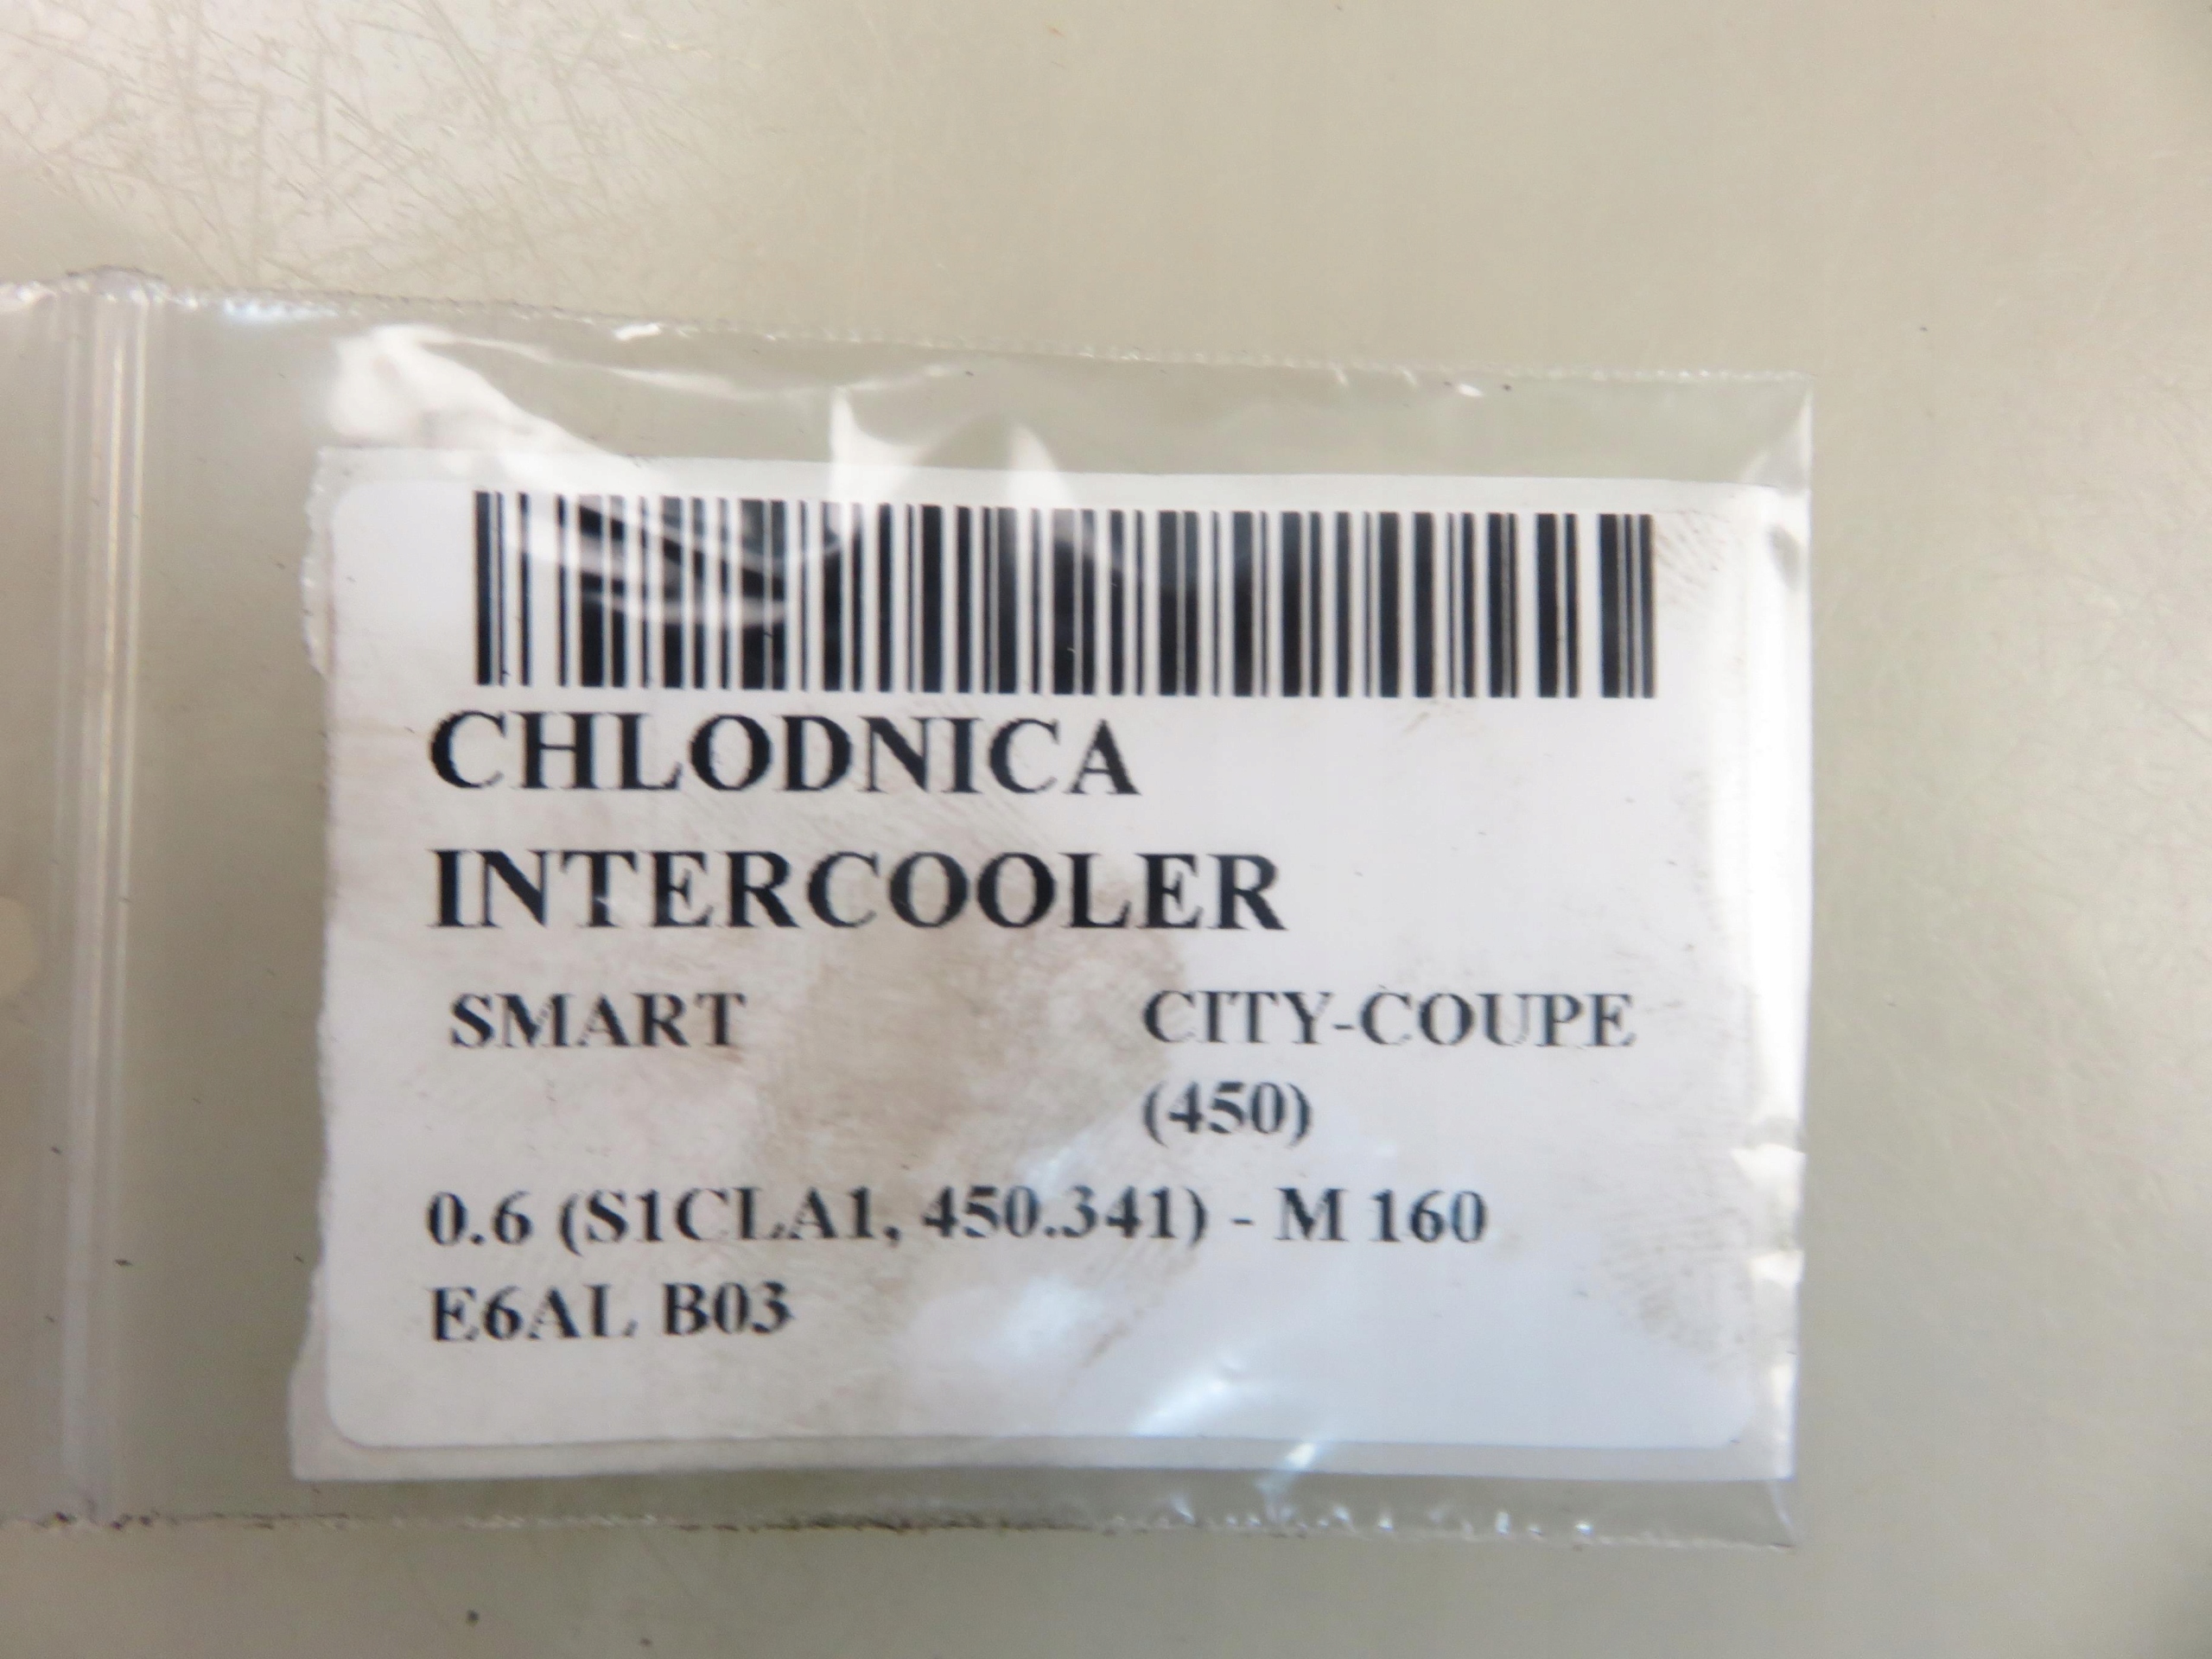 CHLODNICA
INTERCOOLER
SMART CITY-COUPE
(450)
0.6 (S1CLA1, 450.341) - M 160
E6AL B03